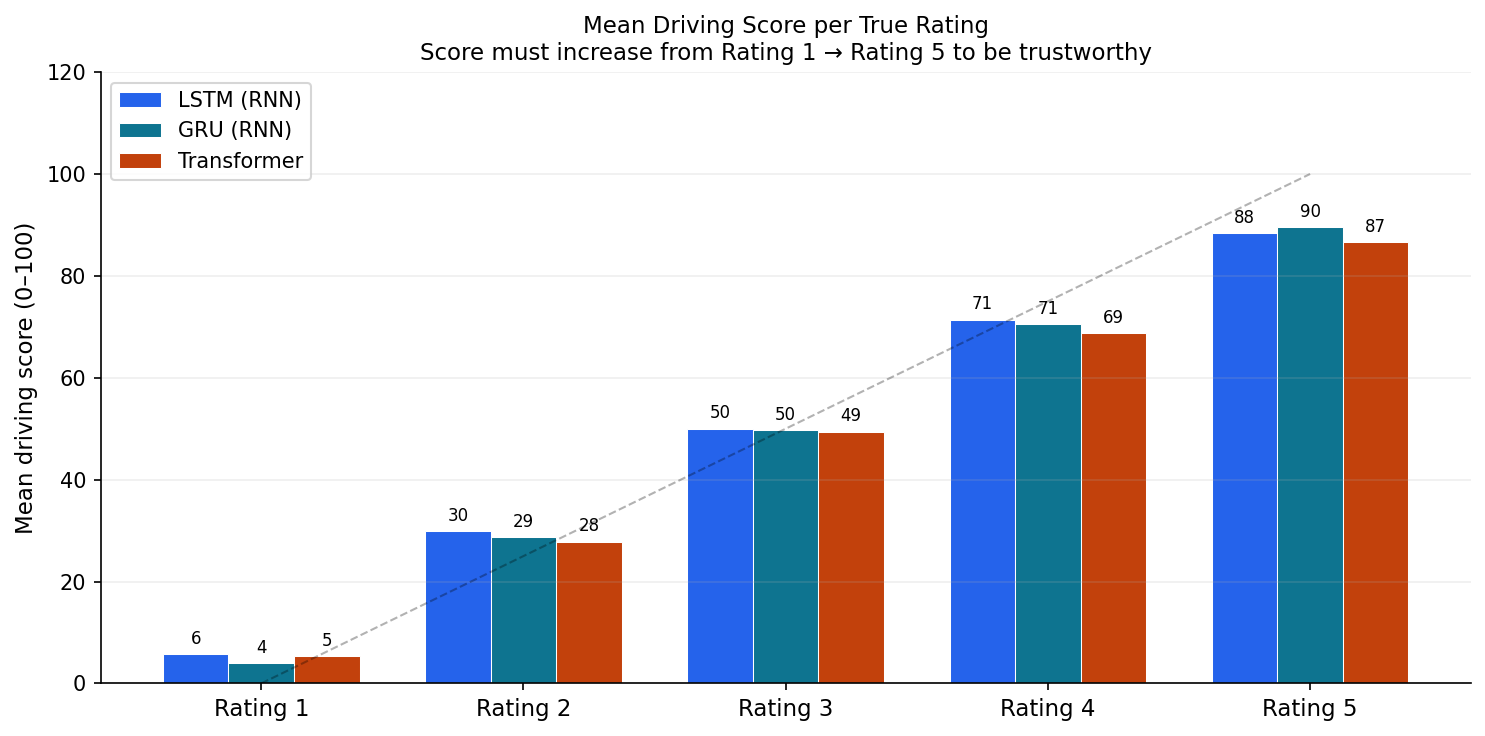 Mean Driving Score per True Rating
Score must increase from Rating 1 → Rating 5 to be trustworthy
Mean driving score (0–100)
120
100
80
60
40
20
0
LSTM (RNN)
GRU (RNN)
Transformer
6
4
5
30
29
28
50
50
49
71
71
69
88
90
87
Rating 1
Rating 2
Rating 3
Rating 4
Rating 5